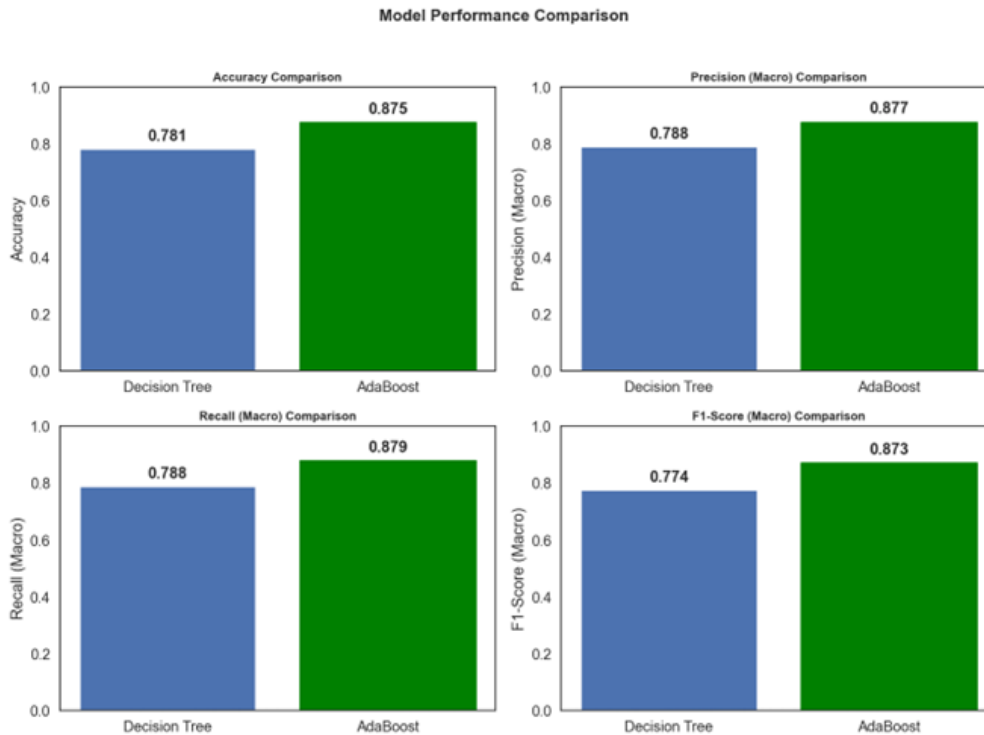 Model Performance Comparison
Accuracy Comparison
1.0
0.8
0.6
0.4
0.2
0.0
Accuracy
0.781
0.875
Decision Tree
AdaBoost
Precision (Macro) Comparison
1.0
0.8
0.6
0.4
0.2
0.0
Precision (Macro)
0.788
0.877
Decision Tree
AdaBoost
Recall (Macro) Comparison
1.0
0.8
0.6
0.4
0.2
0.0
Recall (Macro)
0.788
0.879
Decision Tree
AdaBoost
F1-Score (Macro) Comparison
1.0
0.8
0.6
0.4
0.2
0.0
F1-Score (Macro)
0.774
0.873
Decision Tree
AdaBoost